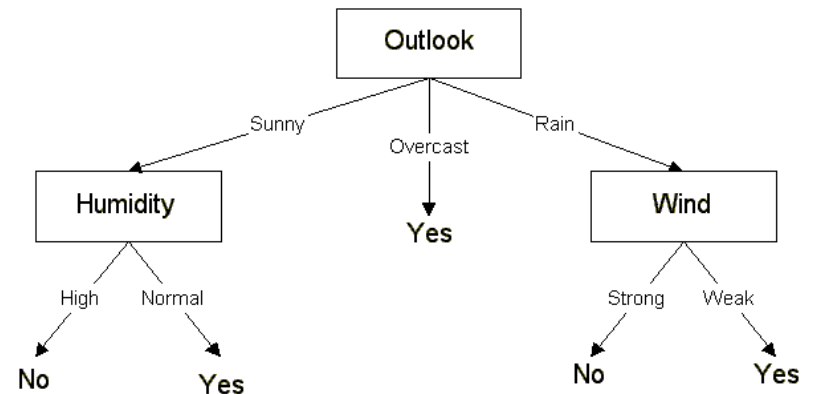 Outlook
Sunny
Overcast
Rain
Humidity
Yes
Wind
High
Normal
Strong
Weak
No
Yes
No
Yes